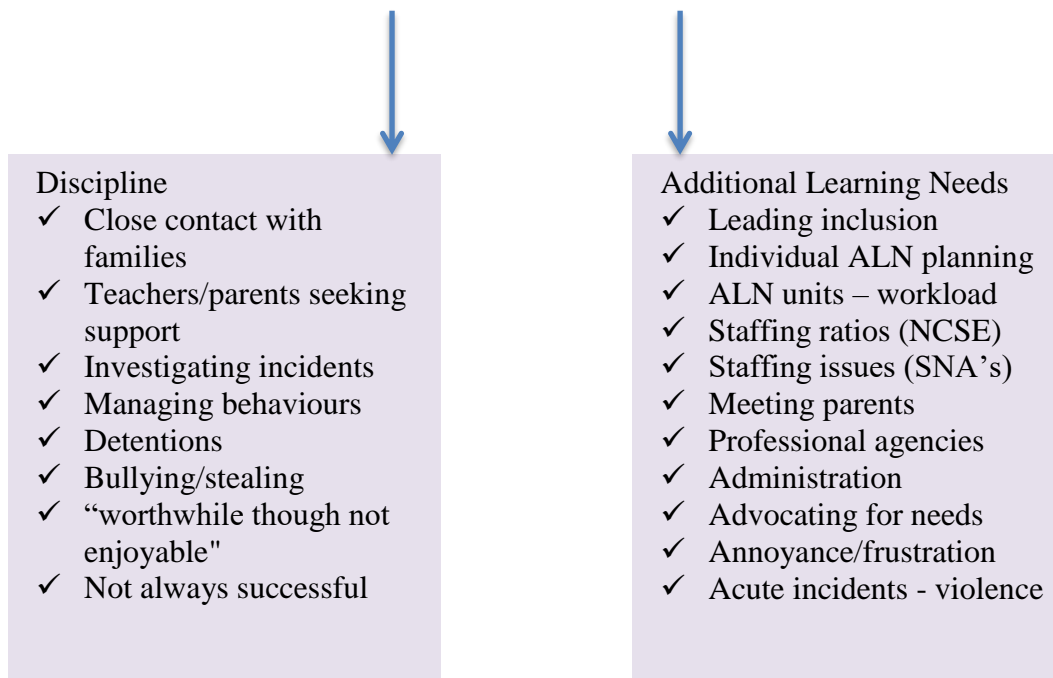 Discipline
✓ Close contact with
families
✓ Teachers/parents seeking
support
✓ Investigating incidents
✓ Managing behaviours
✓ Detentions
✓ Bullying/stealing
✓ “worthwhile though not
enjoyable"
✓ Not always successful
Additional Learning Needs
✓ Leading inclusion
✓ Individual ALN planning
✓ ALN units – workload
✓ Staffing ratios (NCSE)
✓ Staffing issues (SNA’s)
✓ Meeting parents
✓ Professional agencies
✓ Administration
✓ Advocating for needs
✓ Annoyance/frustration
✓ Acute incidents - violence